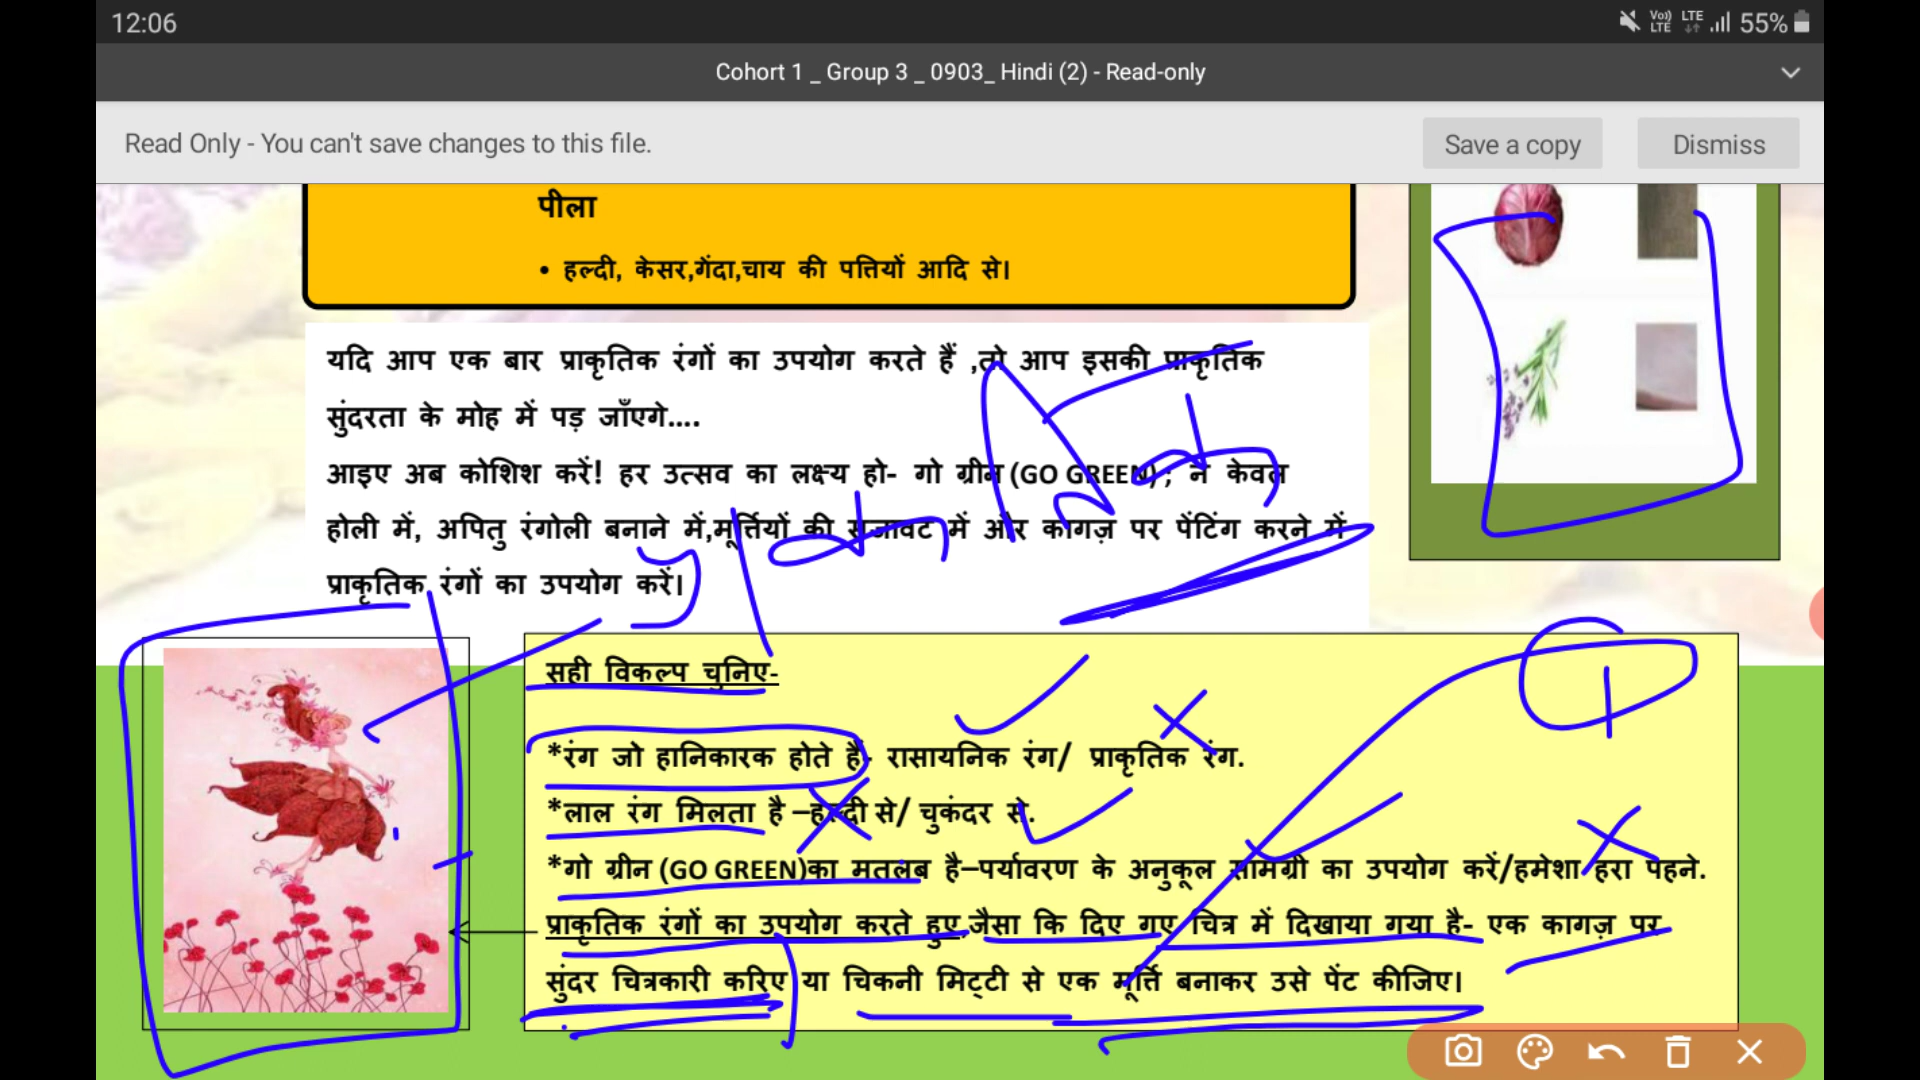 12:06
Vo)) LTE LTE 55%
Cohort 1 _ Group 3 _ 0903_ Hindi (2) - Read-only
Read Only - You can't save changes to this file.
Save a copy Dismiss
पीला
• हल्दी, केसर,गेंदा,चाय की पत्तियों आदि से।
यदि आप एक बार प्राकृतिक रंगों का उपयोग करते हैं ,तो आप इसकी प्राकृतिक
सुंदरता के मोह में पड़ जाँएगे....
आइए अब कोशिश करें! हर उत्सव का लक्ष्य हो- गो ग्रीन (GO GREEN) ; न केवल
होली में, अपितु रंगोली बनाने में,मूर्त्तियों की सजावट में और कागज़ पर पेंटिंग करने में
प्राकृतिक रंगों का उपयोग करें।
सही विकल्प चुनिए-
*रंग जो हानिकारक होते हैं- रासायनिक रंग/ प्राकृतिक रंग.
*लाल रंग मिलता है –हल्दी से/ चुकंदर से.
*गो ग्रीन (GO GREEN)का मतलब है–पर्यावरण के अनुकूल सामग्री का उपयोग करें/हमेशा हरा पहने.
प्राकृतिक रंगों का उपयोग करते हुए,जैसा कि दिए गए चित्र में दिखाया गया है- एक कागज़ पर
सुंदर चित्रकारी करिए या चिकनी मिट्टी से एक मूर्त्ति बनाकर उसे पेंट कीजिए।